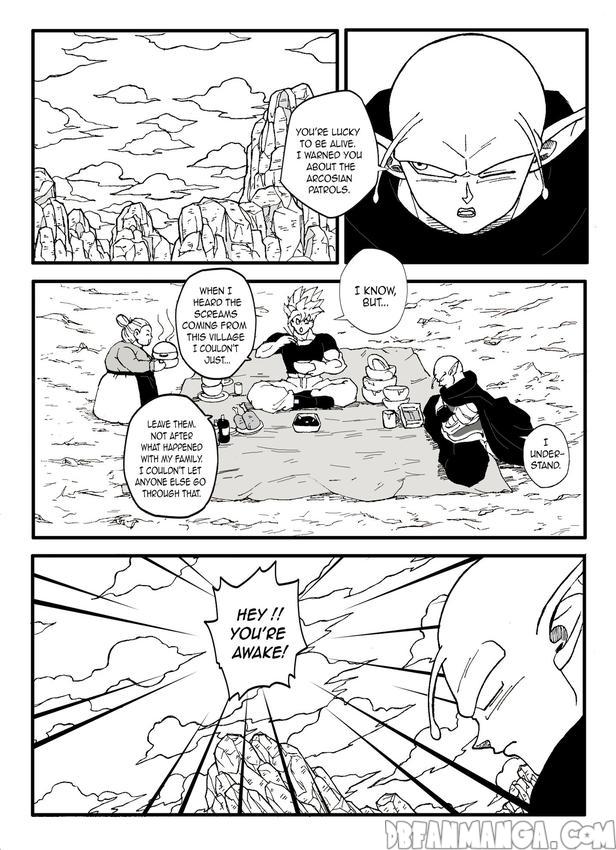 YOU'RE LUCKY
TO BE ALIVE.
I WARNED YOU
ABOUT THE
ARCOSIAN
PATROLS.
I KNOW,
BUT...
WHEN I
HEARD THE
SCREAMS
COMING FROM
THIS VILLAGE
I COULDN'T
JUST...
LEAVE THEM.
NOT AFTER
WHAT HAPPENED
WITH MY FAMILY.
I COULDN'T LET
ANYONE ELSE GO
THROUGH THAT.
I
UNDER-
STAND.
HEY !!
YOU'RE
AWAKE!
DBFANMANGA.COM